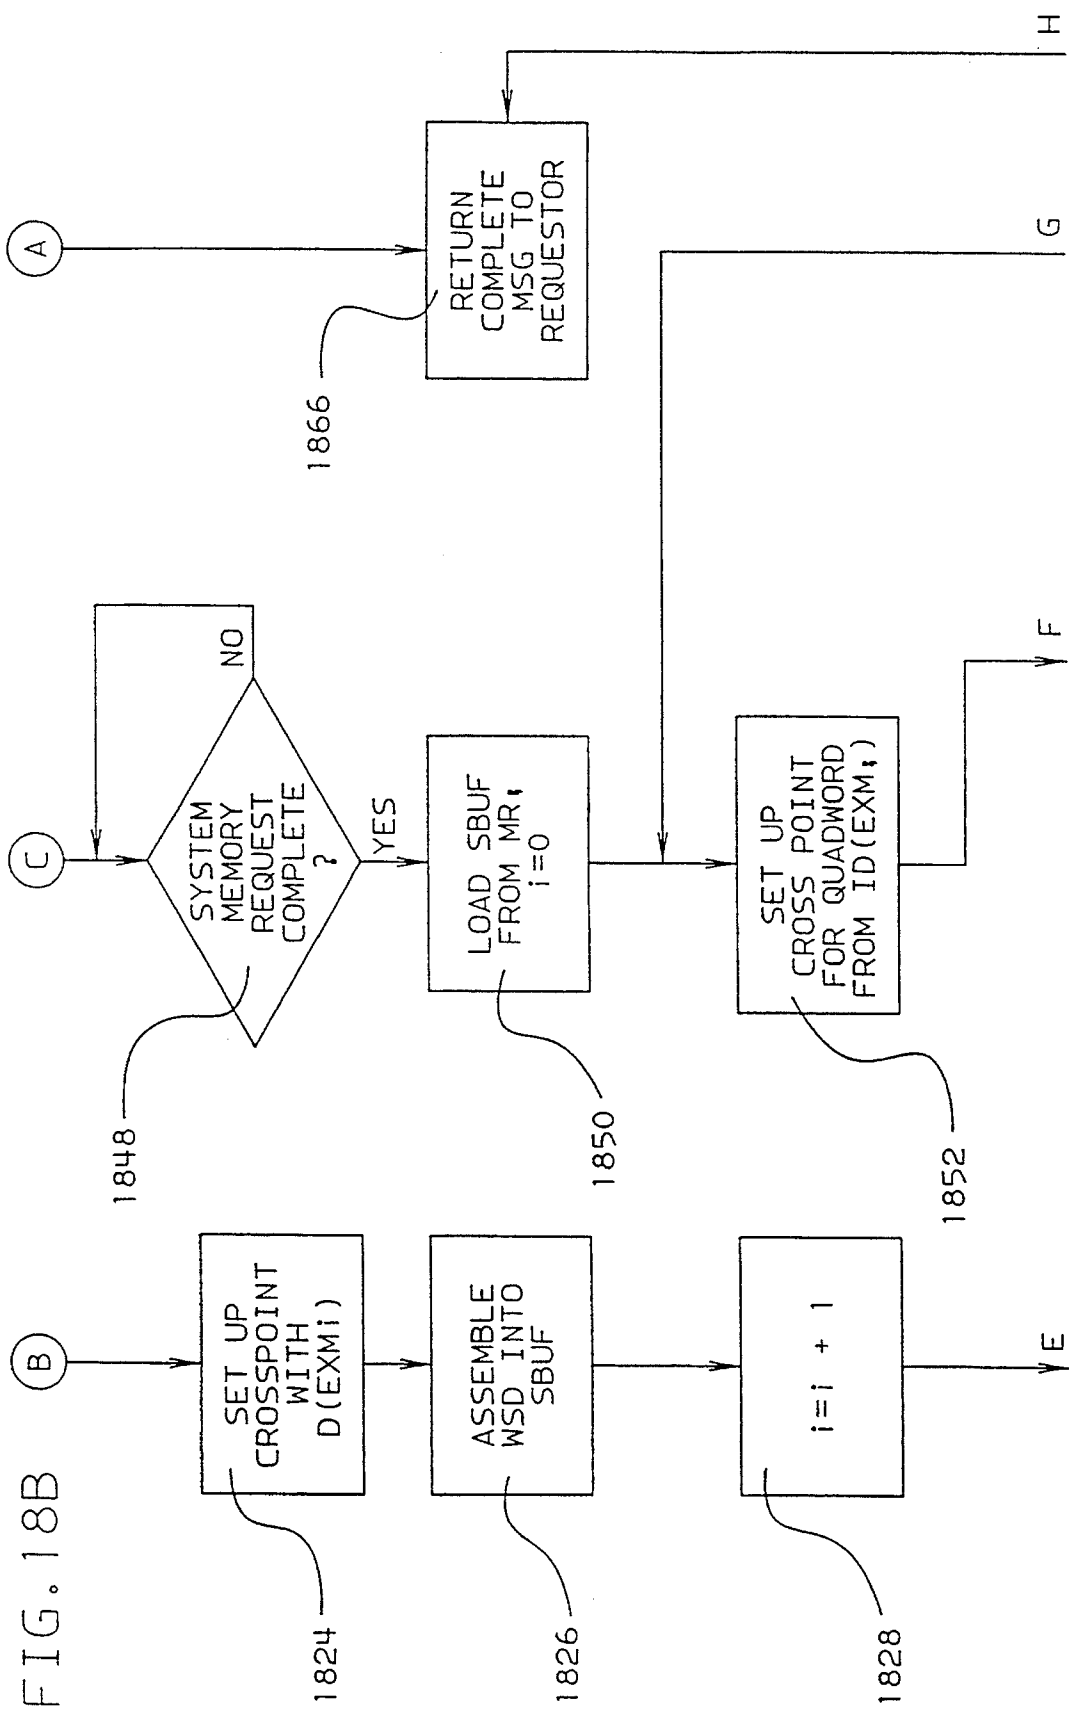 FIG.18B
B
SET UP
CROSSPOINT
WITH
D(EXMi)
1824
ASSEMBLE
WSD INTO
SBUF
1826
i=i + 1
1828
E
C
SYSTEM
MEMORY
REQUEST
COMPLETE
?
NO
YES
1848
LOAD SBUF
FROM MR,
i=0
1850
SET UP
CROSS POINT
FOR QUADWORD
FROM ID(EXMi)
1852
F
A
RETURN
COMPLETE
MSG TO
REQUESTOR
1866
G
H